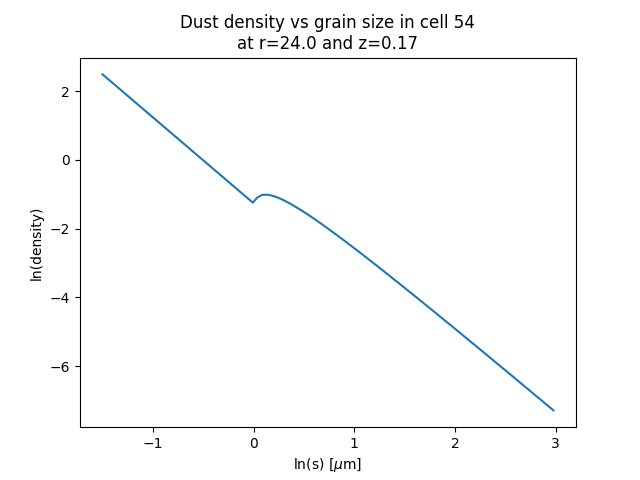 Dust density vs grain size in cell 54
at r=24.0 and z=0.17
2
0
−2
−4
−6
ln(density)
−1
0
1
2
3
ln(s) [μm]